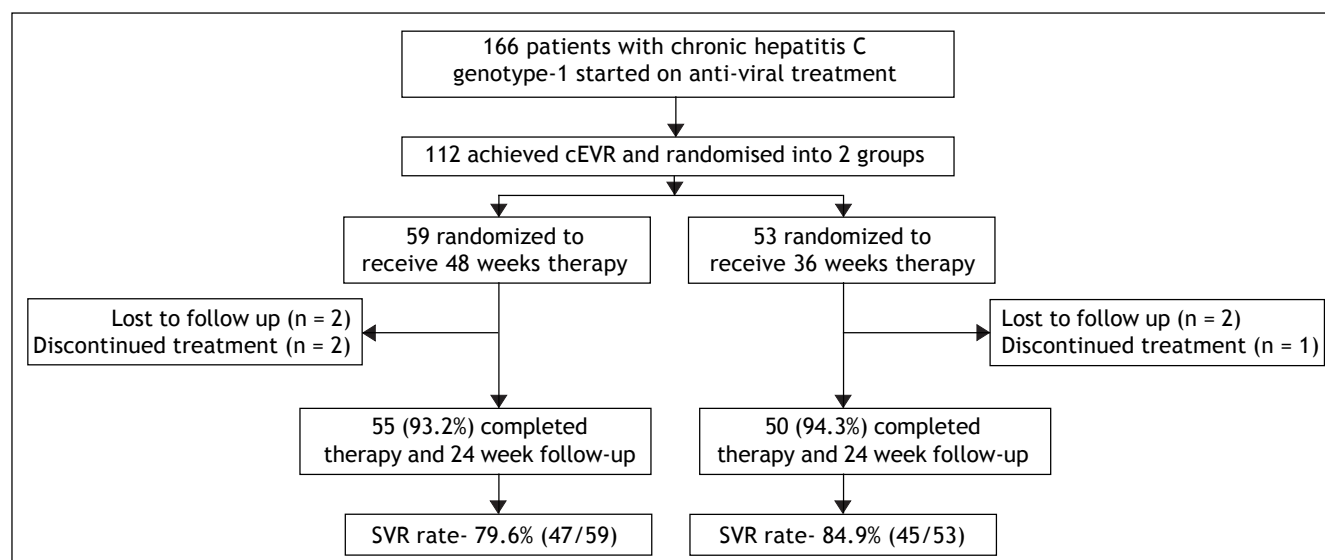 166 patients with chronic hepatitis C
genotype-1 started on anti-viral treatment
112 achieved cEVR and randomised into 2 groups
59 randomized to
receive 48 weeks therapy
53 randomized to
receive 36 weeks therapy
Lost to follow up (n = 2)
Discontinued treatment (n = 2)
Lost to follow up (n = 2)
Discontinued treatment (n = 1)
55 (93.2%) completed
therapy and 24 week follow-up
50 (94.3%) completed
therapy and 24 week follow-up
SVR rate- 79.6% (47/59)
SVR rate- 84.9% (45/53)